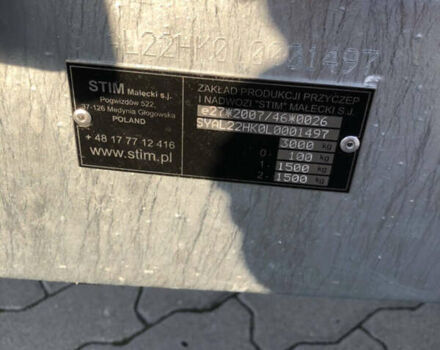 L22HK0L0001497
STIM Małecki s.j.
Pogwizdów 522,
37-126 Medynia Głogowska
POLAND
+ 48 17 77 12 416
www.stim.pl
ZAKŁAD PRODUKCJI PRZYCZEP
I NADWOZI "STIM" MAŁECKI S.J.
e27*2007/46*0026
SYAL22HK0L0001497
3000 kg
0- 100 kg
1- 1500 kg
2- 1500 kg